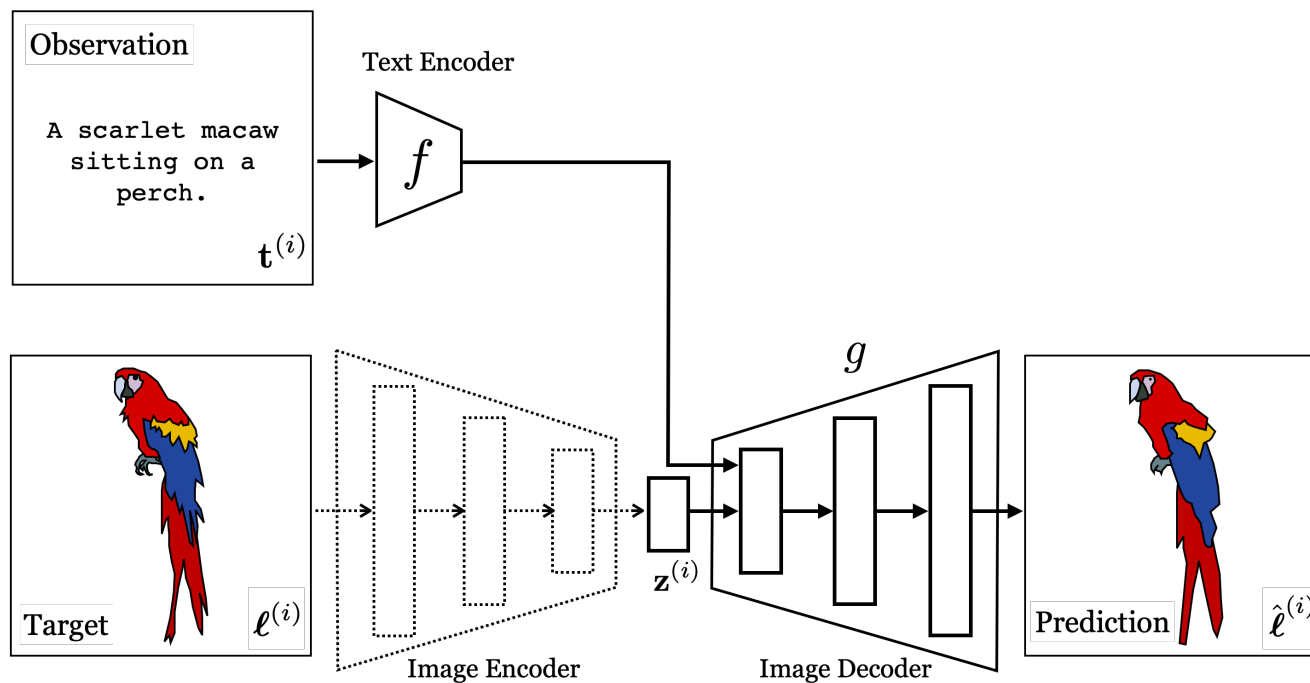 Observation
A scarlet macaw
sitting on a
perch.
t^(i)
Text Encoder
f
g
z^(i)
Target
ℓ^(i)
Image Encoder
Image Decoder
Prediction
ℓ̂^(i)